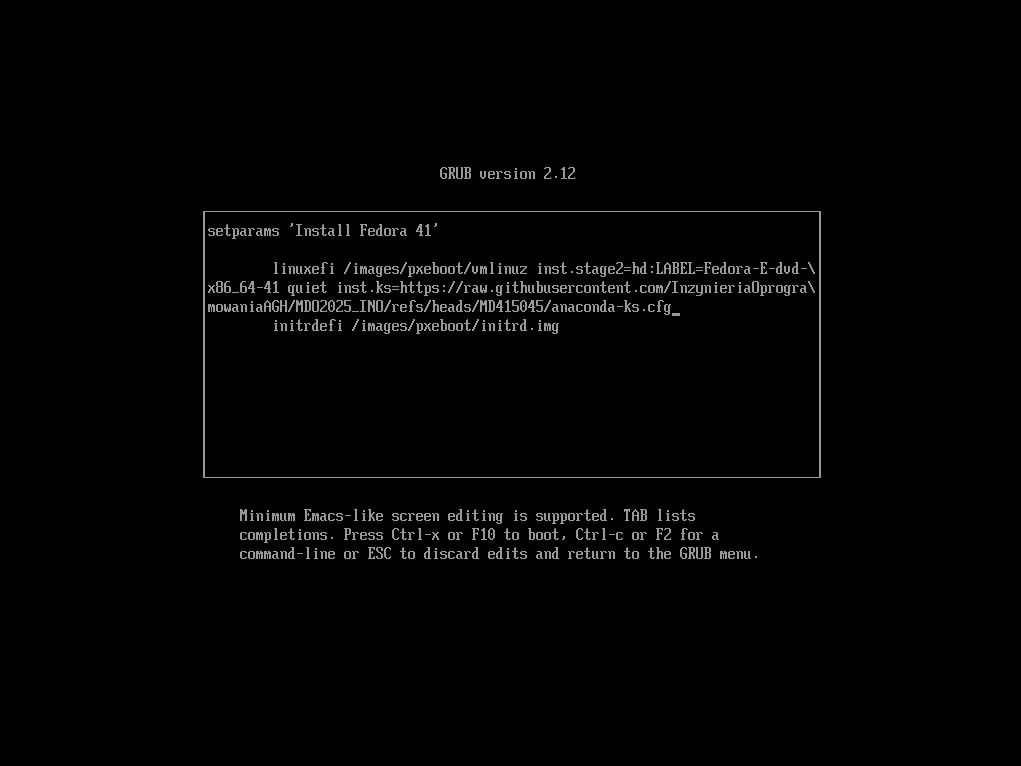 GRUB version 2.12
setparams 'Install Fedora 41'
linuxefi /images/pxeboot/vmlinuz inst.stage2=hd:LABEL=Fedora-E-dvd-\
x86_64-41 quiet inst.ks=https://raw.githubusercontent.com/InzynieriaOprogra\
mowaniaAGH/MDO2025_INO/refs/heads/MD415045/anaconda-ks.cfg_
initrdefi /images/pxeboot/initrd.img
Minimum Emacs-like screen editing is supported. TAB lists
completions. Press Ctrl-x or F10 to boot, Ctrl-c or F2 for a
command-line or ESC to discard edits and return to the GRUB menu.